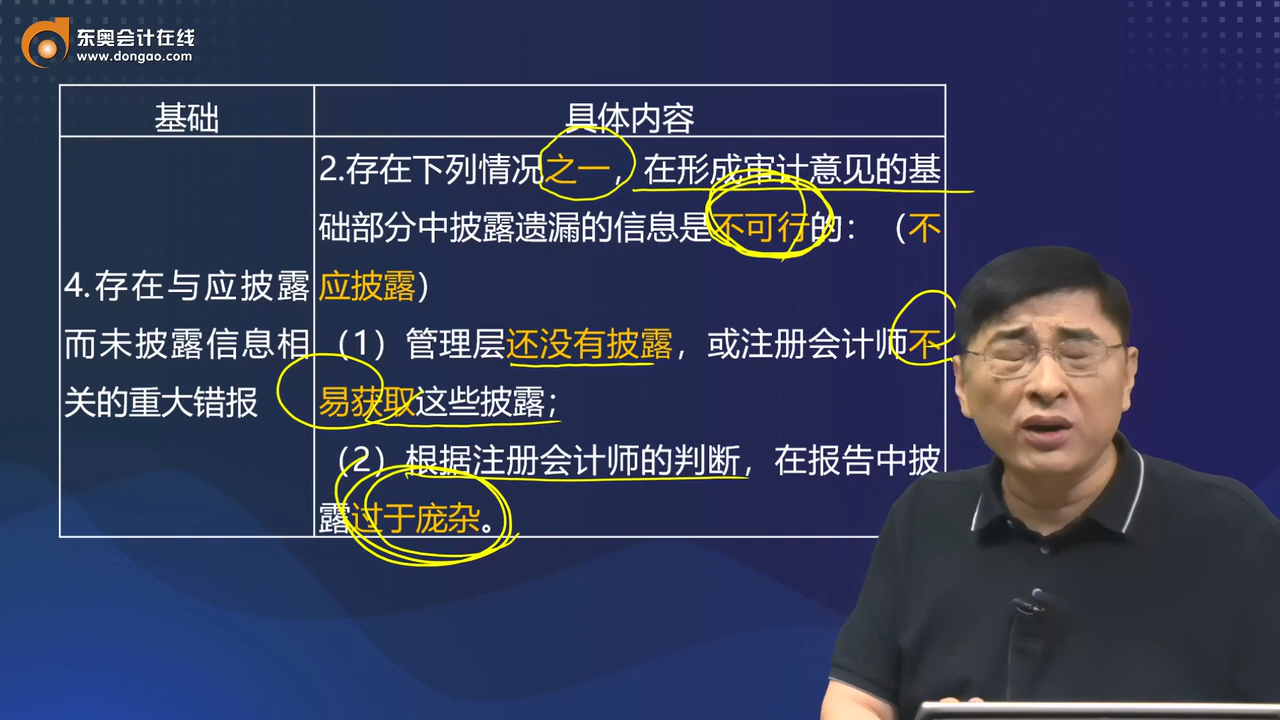 东奥会计在线
www.dongao.com
基础
具体内容
4.存在与应披露
而未披露信息相
关的重大错报
2.存在下列情况之一，在形成审计意见的基
础部分中披露遗漏的信息是不可行的：（不
应披露）
（1）管理层还没有披露，或注册会计师不
易获取这些披露；
（2）根据注册会计师的判断，在报告中披
露过于庞杂。